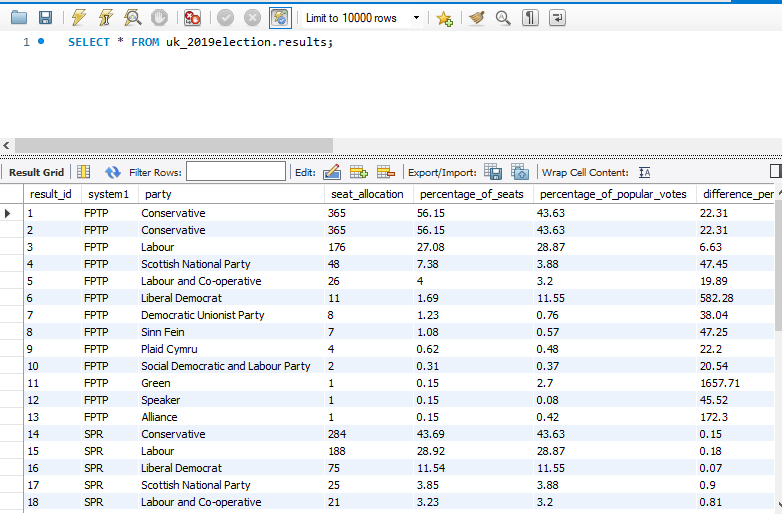 Limit to 10000 rows
1 SELECT * FROM uk_2019election.results;
Result Grid Filter Rows: Edit: Export/Import: Wrap Cell Content: IA
result_id system1 party seat_allocation percentage_of_seats percentage_of_popular_votes difference_per
1 FPTP Conservative 365 56.15 43.63 22.31
2 FPTP Conservative 365 56.15 43.63 22.31
3 FPTP Labour 176 27.08 28.87 6.63
4 FPTP Scottish National Party 48 7.38 3.88 47.45
5 FPTP Labour and Co-operative 26 4 3.2 19.89
6 FPTP Liberal Democrat 11 1.69 11.55 582.28
7 FPTP Democratic Unionist Party 8 1.23 0.76 38.04
8 FPTP Sinn Fein 7 1.08 0.57 47.25
9 FPTP Plaid Cymru 4 0.62 0.48 22.2
10 FPTP Social Democratic and Labour Party 2 0.31 0.37 20.54
11 FPTP Green 1 0.15 2.7 1657.71
12 FPTP Speaker 1 0.15 0.08 45.52
13 FPTP Alliance 1 0.15 0.42 172.3
14 SPR Conservative 284 43.69 43.63 0.15
15 SPR Labour 188 28.92 28.87 0.18
16 SPR Liberal Democrat 75 11.54 11.55 0.07
17 SPR Scottish National Party 25 3.85 3.88 0.9
18 SPR Labour and Co-operative 21 3.23 3.2 0.81